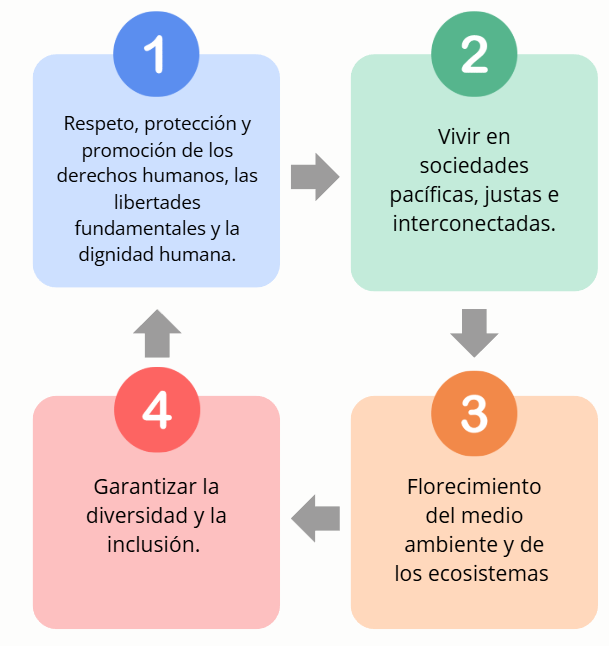 1
Respeto, protección y
promoción de los
derechos humanos, las
libertades
fundamentales y la
dignidad humana.
2
Vivir en
sociedades
pacíficas, justas e
interconectadas.
3
Florecimiento
del medio
ambiente y de
los ecosistemas
4
Garantizar la
diversidad y la
inclusión.